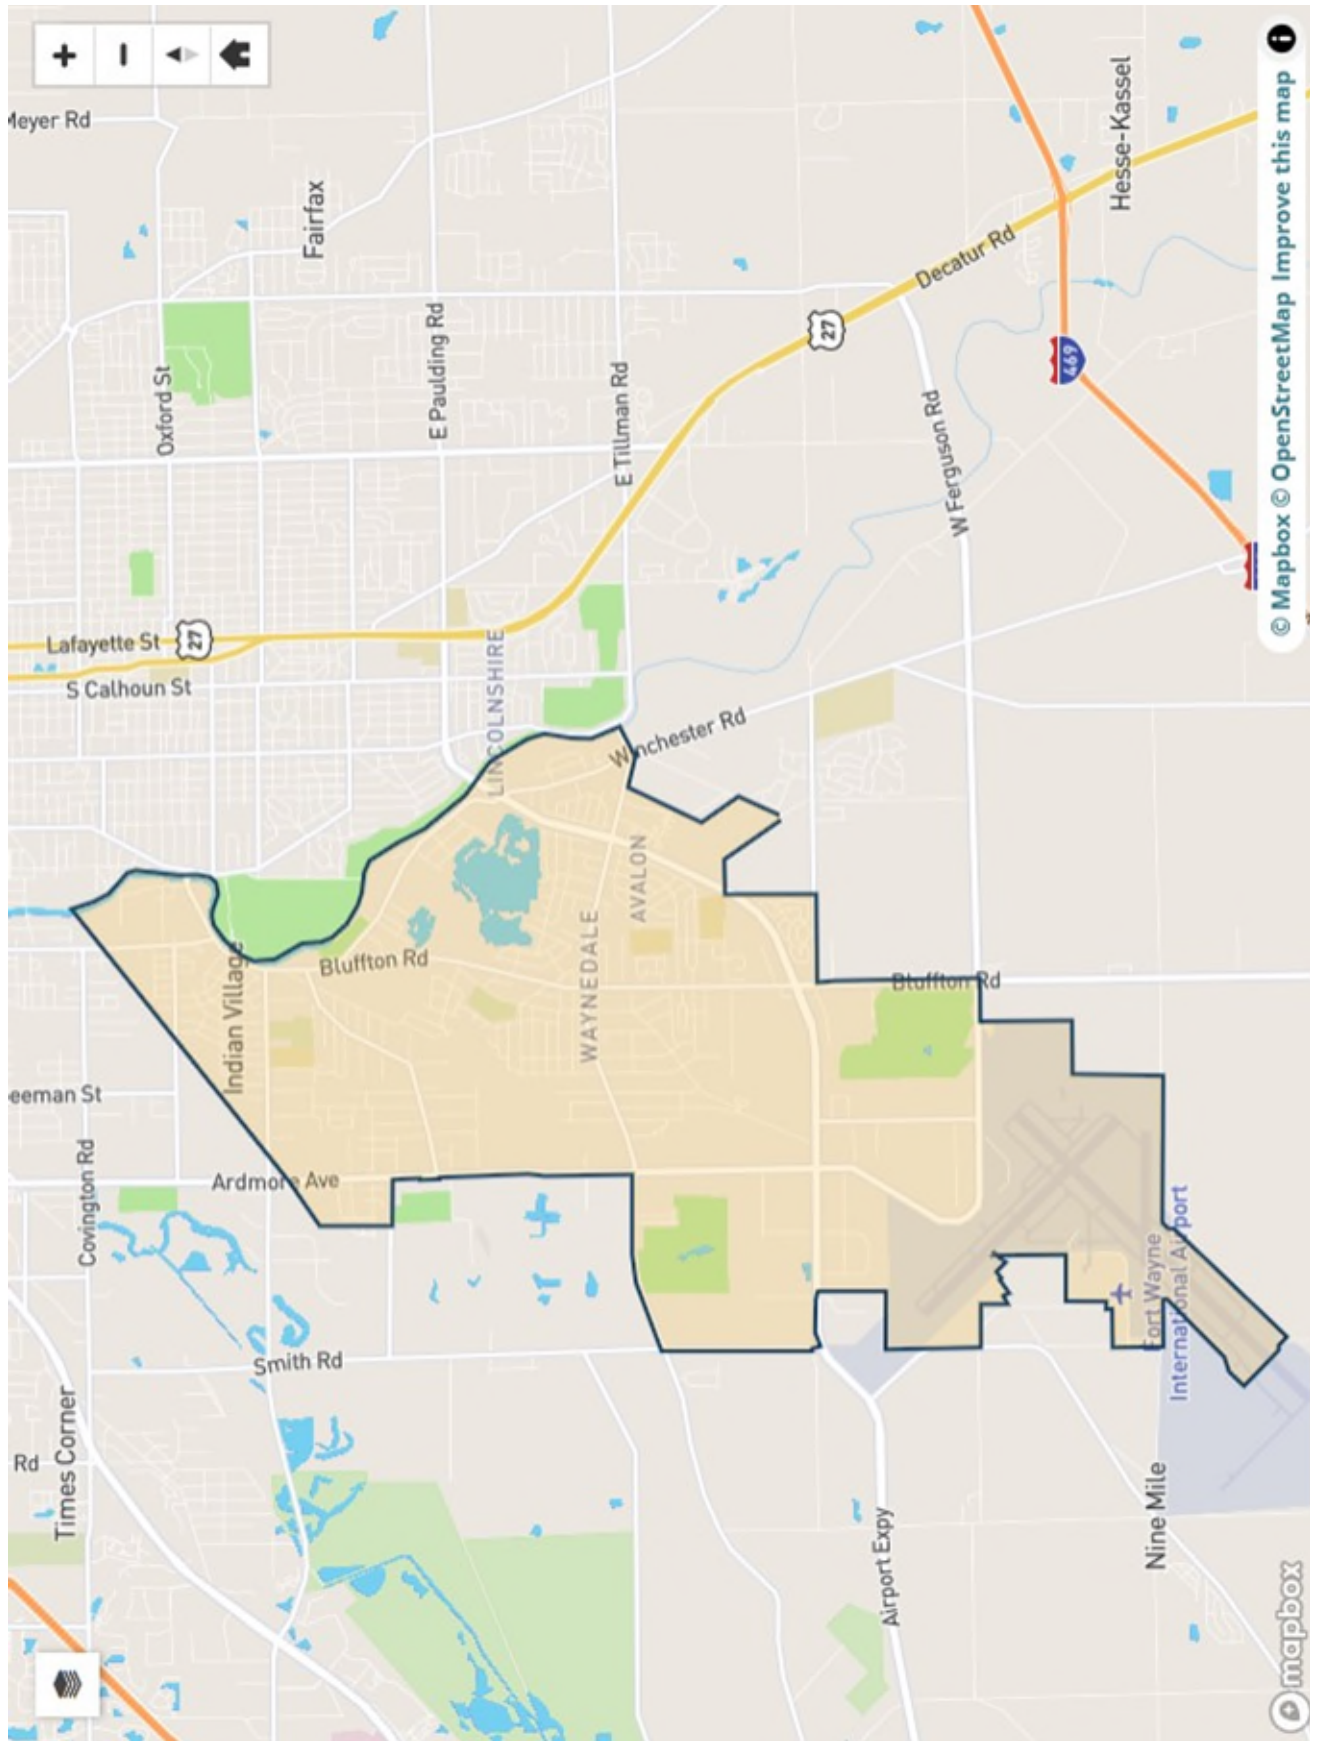 Meyer Rd
Fairfax
Oxford St
E Paulding Rd
E Tillman Rd
Decatur Rd
Hesse-Kassel
27
469
W Ferguson Rd
Lafayette St
27
S Calhoun St
LINCOLNSHIRE
Winchester Rd
AVALON
WAYNEDALE
Bluffton Rd
Bluffton Rd
Indian Village
Ardmore Ave
Covington Rd
Smith Rd
Times Corner
Rd
Fort Wayne
International Airport
Nine Mile
Airport Expy
© Mapbox © OpenStreetMap Improve this map
mapbox